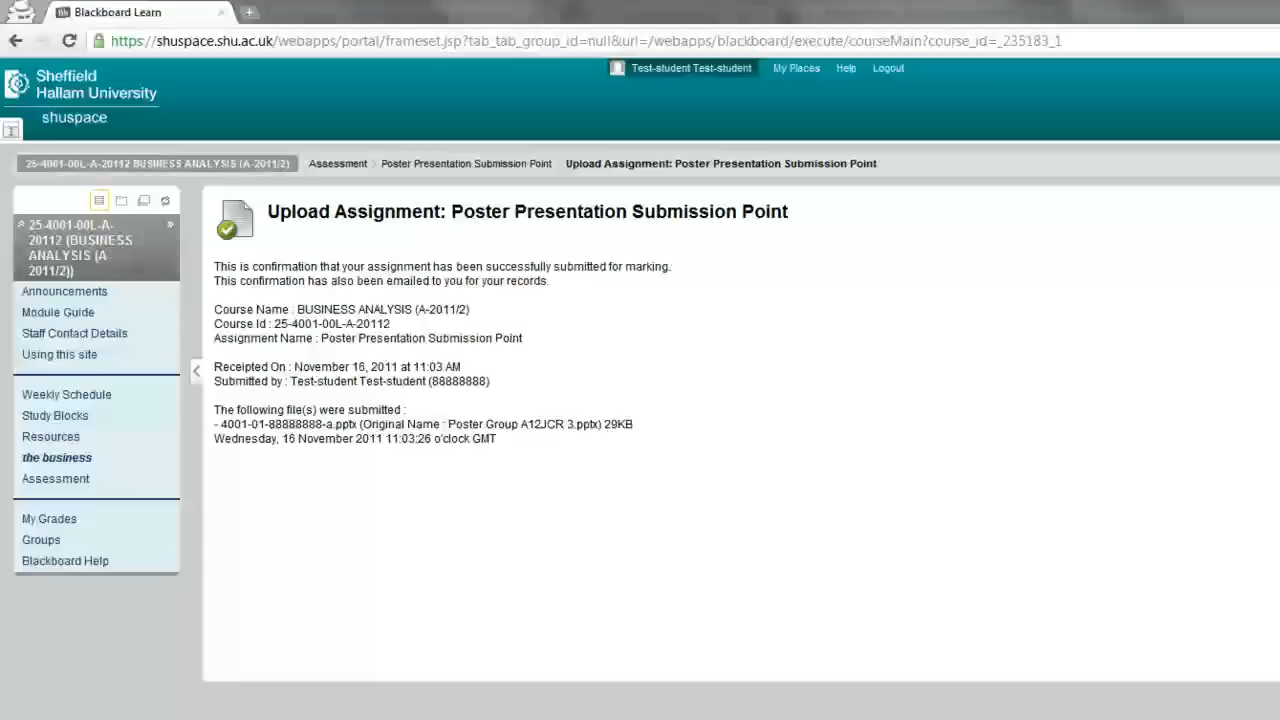 Blackboard Learn
https://shuspace.shu.ac.uk/webapps/portal/frameset.jsp?tab_tab_group_id=null&url=/webapps/blackboard/execute/courseMain?course_id=_235183_1
Sheffield
Hallam University
shuspace
Test-student Test-student My Places Help Logout
25-4001-00L-A-20112 BUSINESS ANALYSIS (A-2011/2) Assessment Poster Presentation Submission Point Upload Assignment: Poster Presentation Submission Point
25-4001-00L-A-
20112 (BUSINESS
ANALYSIS (A-
2011/2))
Announcements
Module Guide
Staff Contact Details
Using this site
Weekly Schedule
Study Blocks
Resources
the business
Assessment
My Grades
Groups
Blackboard Help
Upload Assignment: Poster Presentation Submission Point
This is confirmation that your assignment has been successfully submitted for marking.
This confirmation has also been emailed to you for your records.
Course Name : BUSINESS ANALYSIS (A-2011/2)
Course Id : 25-4001-00L-A-20112
Assignment Name : Poster Presentation Submission Point
Receipted On : November 16, 2011 at 11:03 AM
Submitted by : Test-student Test-student (88888888)
The following file(s) were submitted :
- 4001-01-88888888-a.pptx (Original Name : Poster Group A12JCR 3.pptx) 29KB
Wednesday, 16 November 2011 11:03:26 o'clock GMT